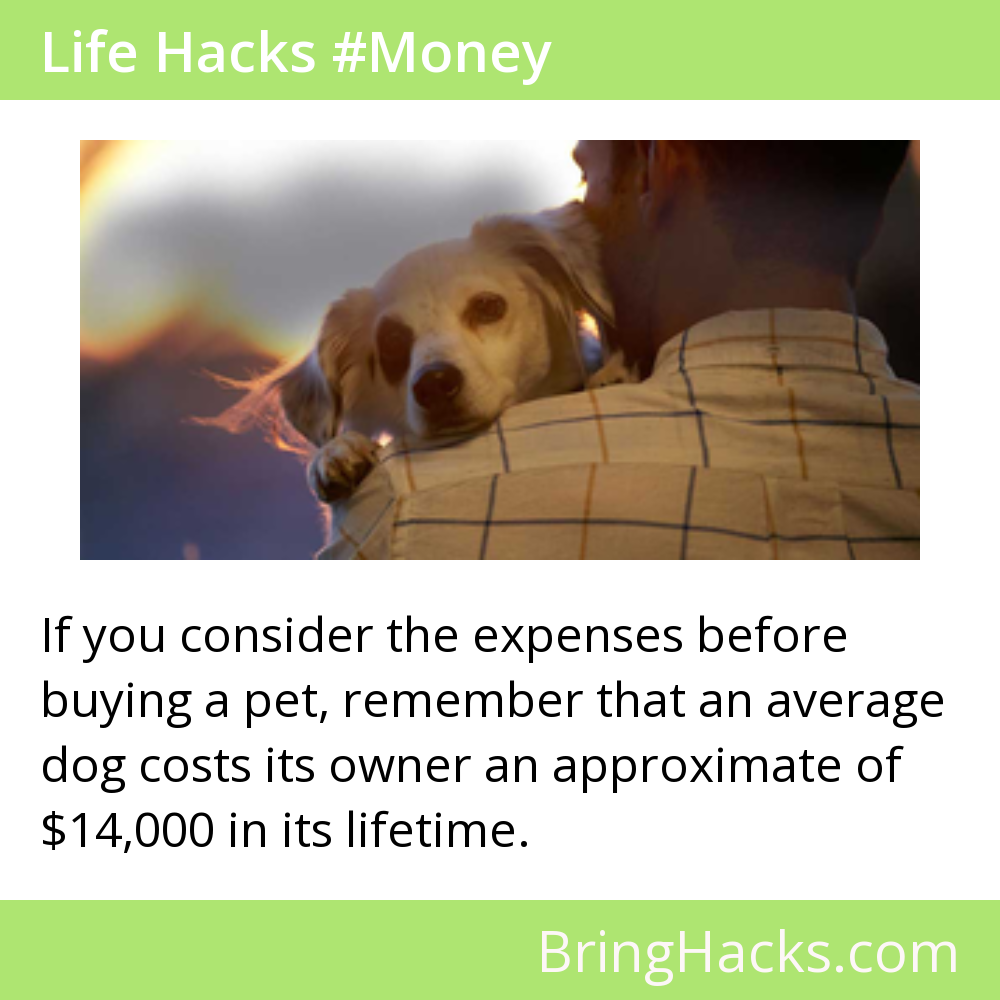 Life Hacks #Money
If you consider the expenses before
buying a pet, remember that an average
dog costs its owner an approximate of
$14,000 in its lifetime.
BringHacks.com